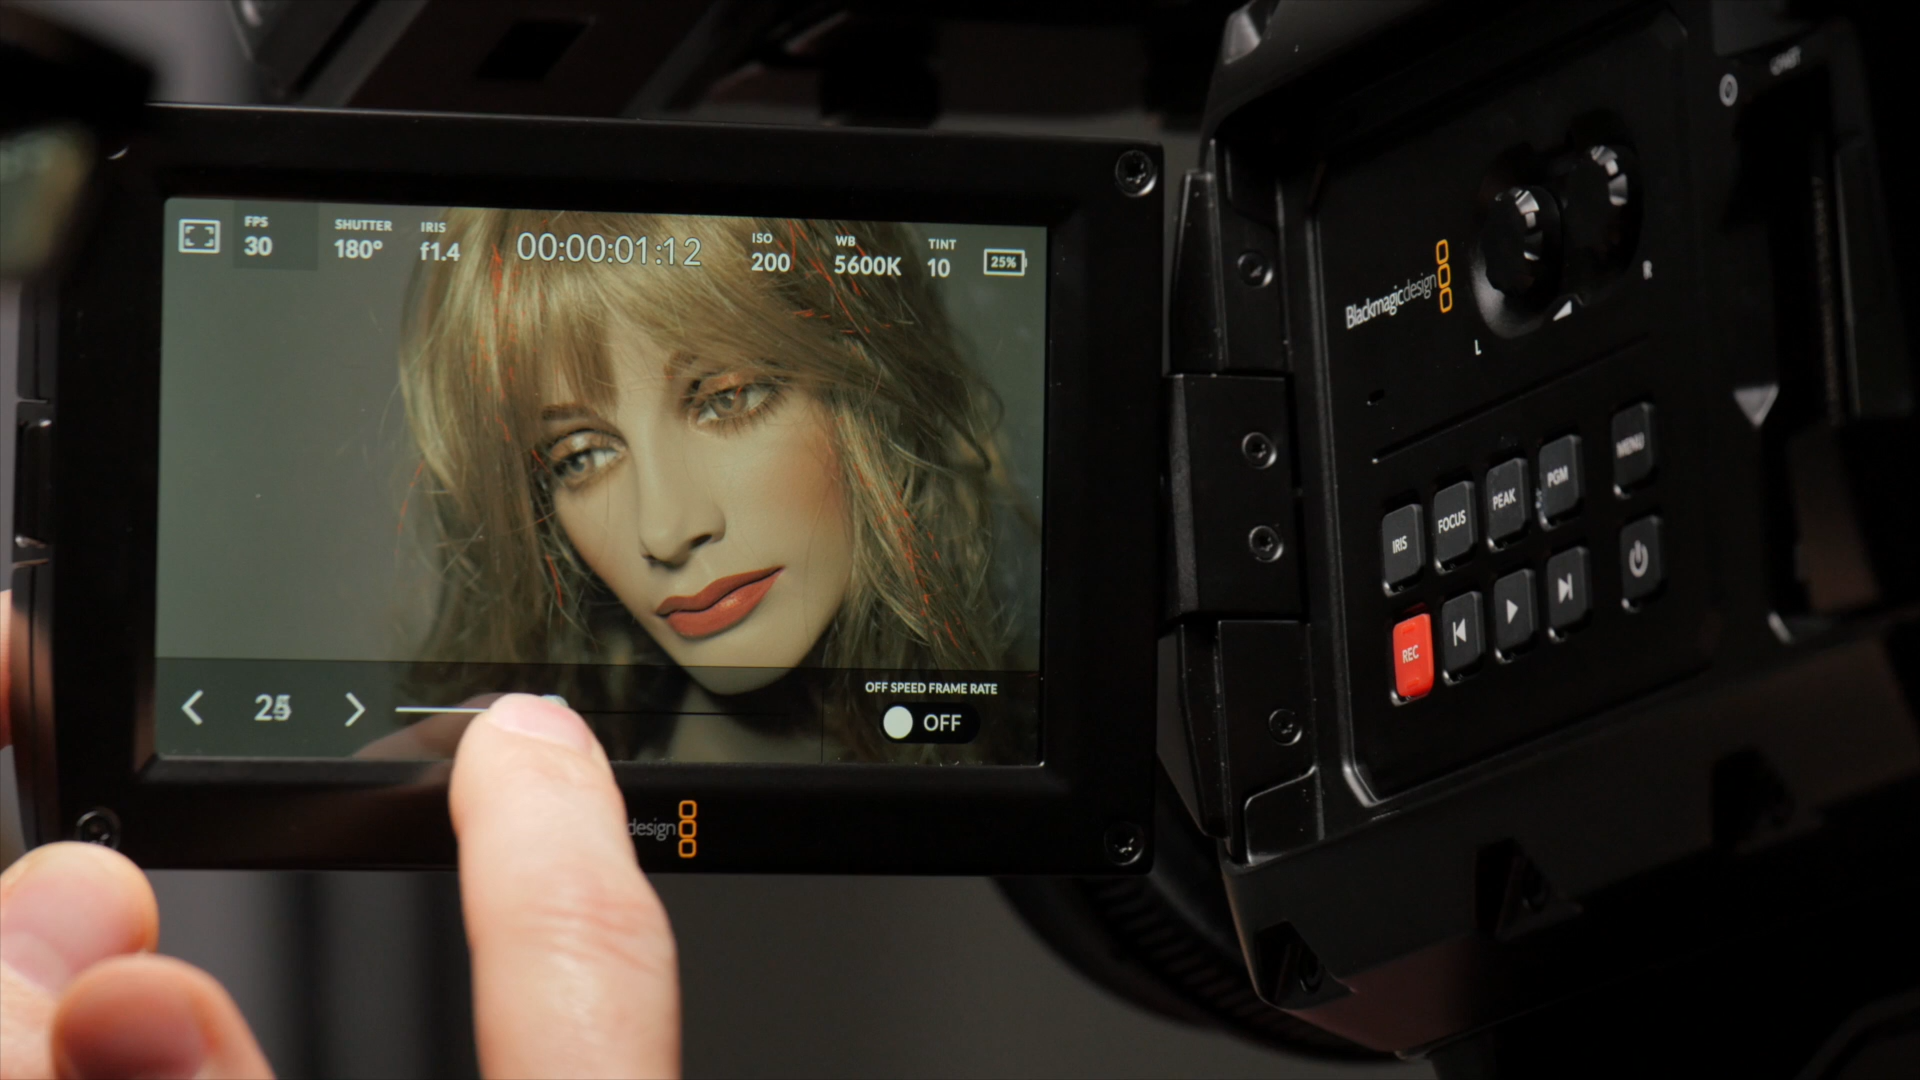 FPS
30
SHUTTER
180°
IRIS
f1.4
00:00:01:12
ISO
200
WB
5600K
TINT
10
25%
OFF SPEED FRAME RATE
OFF
design
Blackmagicdesign
L
R
IRIS
FOCUS
PEAK
PGM
MENU
REC